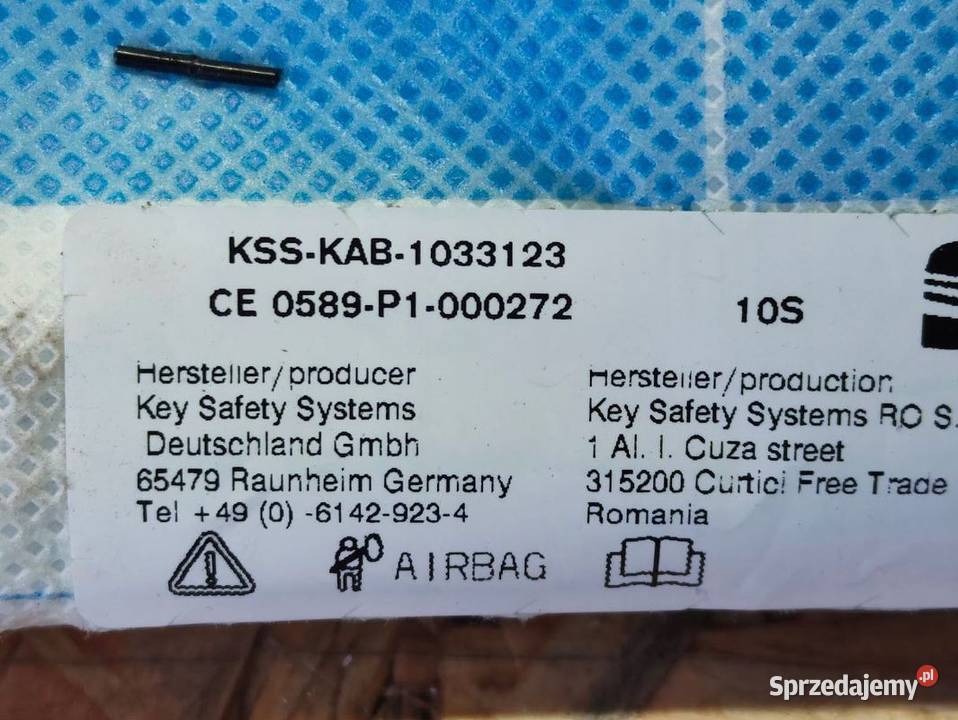 KSS-KAB-1033123
CE 0589-P1-000272
10S
Hersteller/producer
Key Safety Systems
Deutschland Gmbh
65479 Raunheim Germany
Tel +49 (0) -6142-923-4
Hersteller/production
Key Safety Systems RO S.
1 Al. I. Cuza street
315200 Curtici Free Trade
Romania
AIRBAG
Sprzedajemy.pl